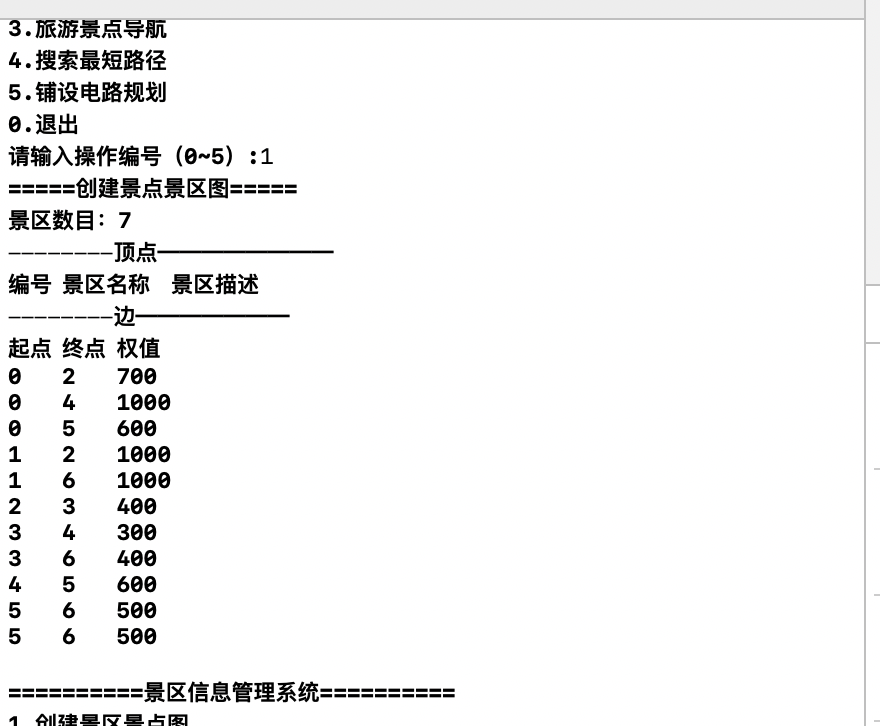 3.旅游景点导航
4.搜索最短路径
5.铺设电路规划
0.退出
请输入操作编号（0~5）:1
=====创建景点景区图=====
景区数目：7
————————顶点————————
编号 景区名称  景区描述
————————边———————
起点 终点 权值
0   2   700
0   4   1000
0   5   600
1   2   1000
1   6   1000
2   3   400
3   4   300
3   6   400
4   5   600
5   6   500
5   6   500
==========景区信息管理系统==========
1.创建景区景点图